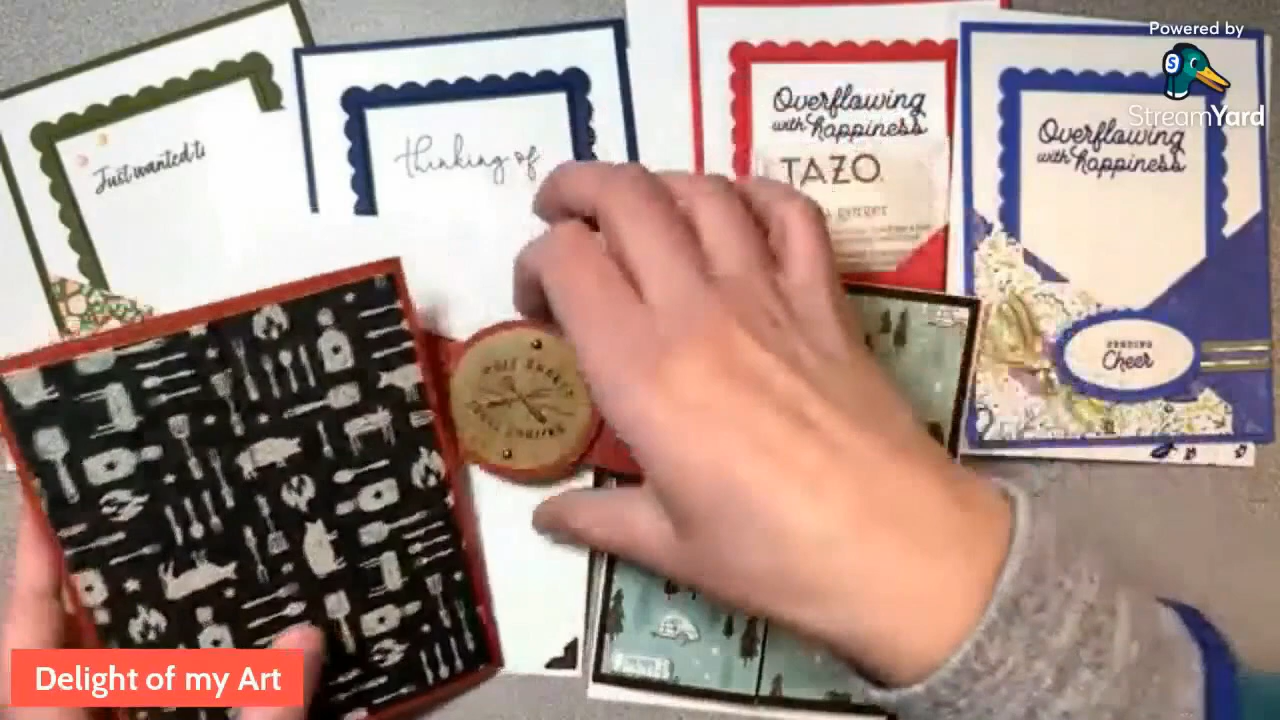 Powered by
StreamYard
Just wanted t
thinking of
Overflowing
with happiness
TAZO
Overflowing
with happiness
SENDING
Cheer
Delight of my Art